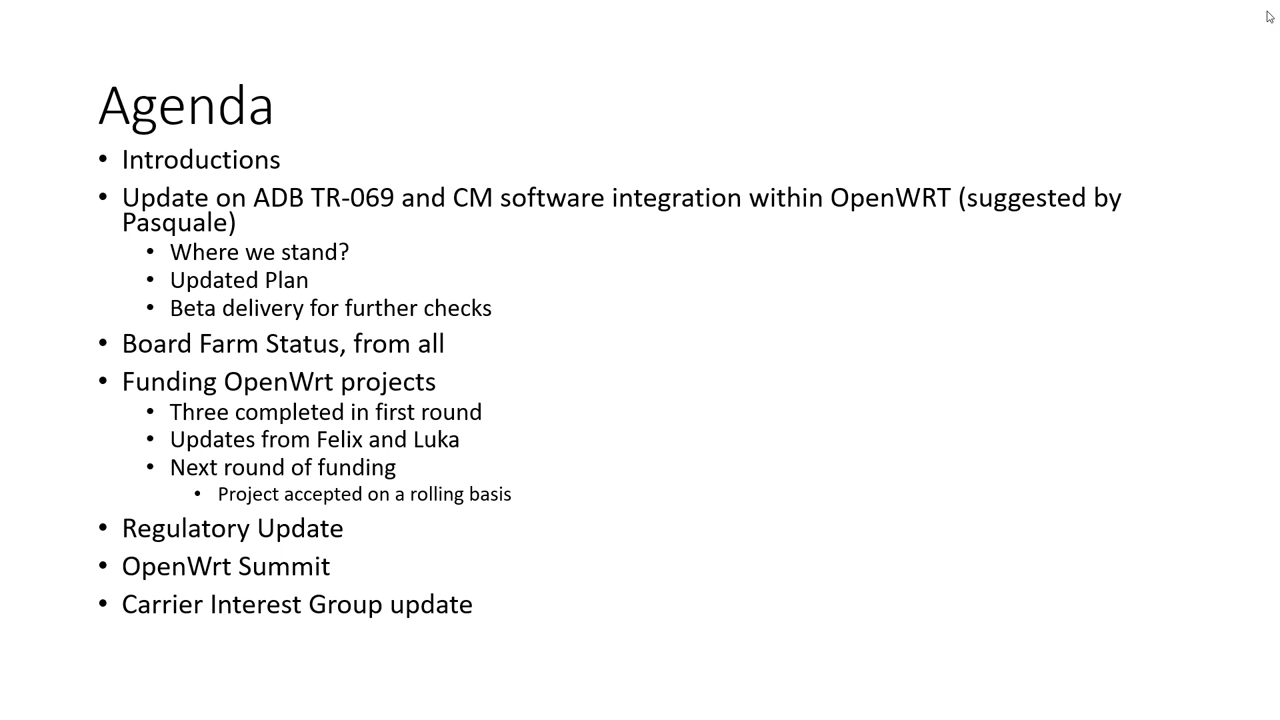 Agenda
• Introductions
• Update on ADB TR-069 and CM software integration within OpenWRT (suggested by
Pasquale)
• Where we stand?
• Updated Plan
• Beta delivery for further checks
• Board Farm Status, from all
• Funding OpenWrt projects
• Three completed in first round
• Updates from Felix and Luka
• Next round of funding
• Project accepted on a rolling basis
• Regulatory Update
• OpenWrt Summit
• Carrier Interest Group update